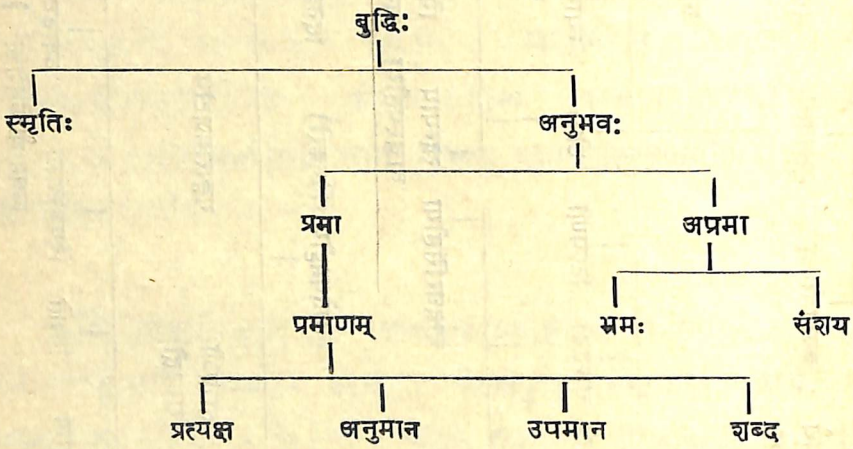 बुद्धिः
स्मृतिः अनुभवः
प्रमा अप्रमा
प्रमाणम् भ्रमः संशय
प्रत्यक्ष अनुमान उपमान शब्द